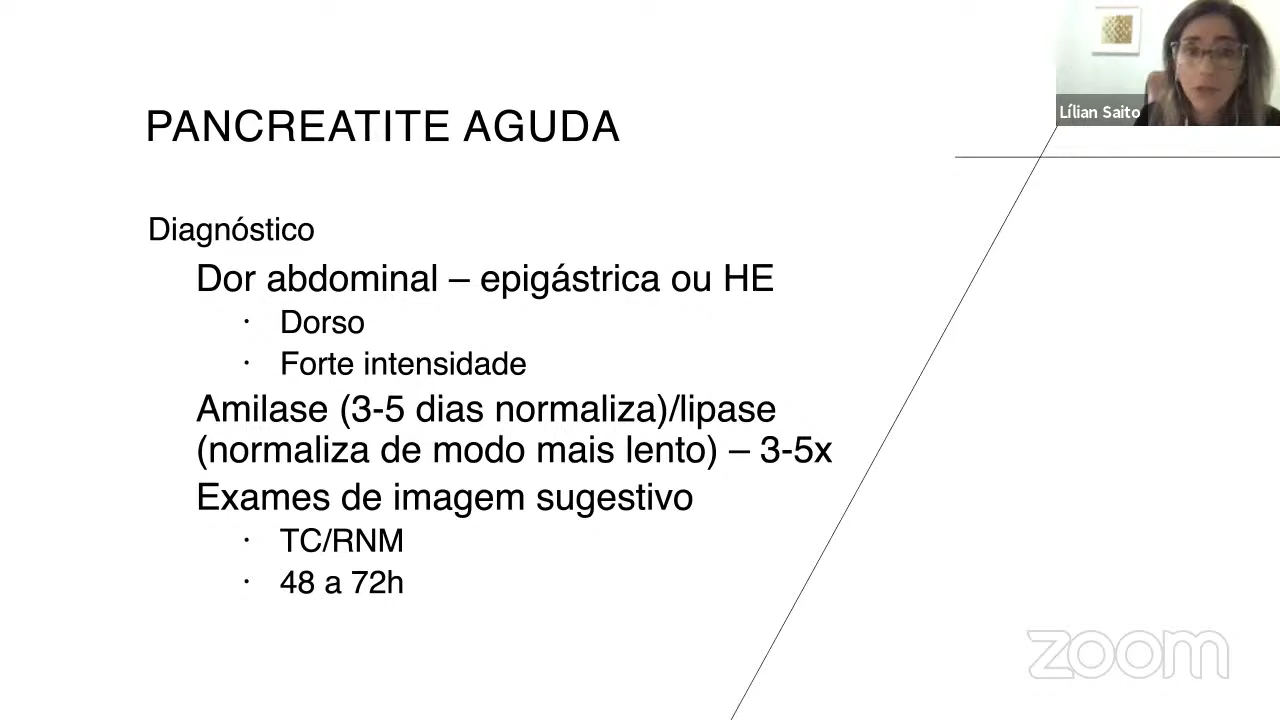 Lílian Saito
PANCREATITE AGUDA
Diagnóstico
Dor abdominal – epigástrica ou HE
· Dorso
· Forte intensidade
Amilase (3-5 dias normaliza)/lipase
(normaliza de modo mais lento) – 3-5x
Exames de imagem sugestivo
· TC/RNM
· 48 a 72h
zoom